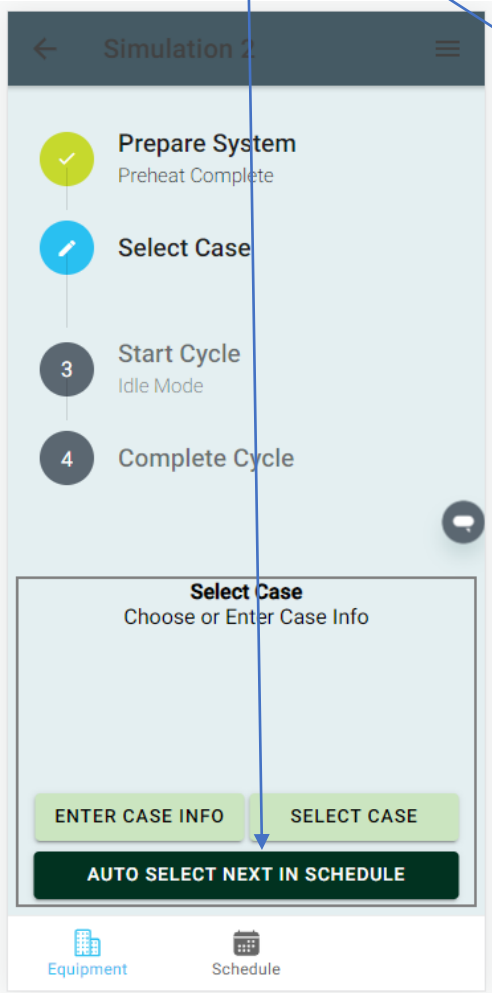 Simulation 2
Prepare System
Preheat Complete
Select Case
3
Start Cycle
Idle Mode
4
Complete Cycle
Select Case
Choose or Enter Case Info
ENTER CASE INFO
SELECT CASE
AUTO SELECT NEXT IN SCHEDULE
Equipment
Schedule